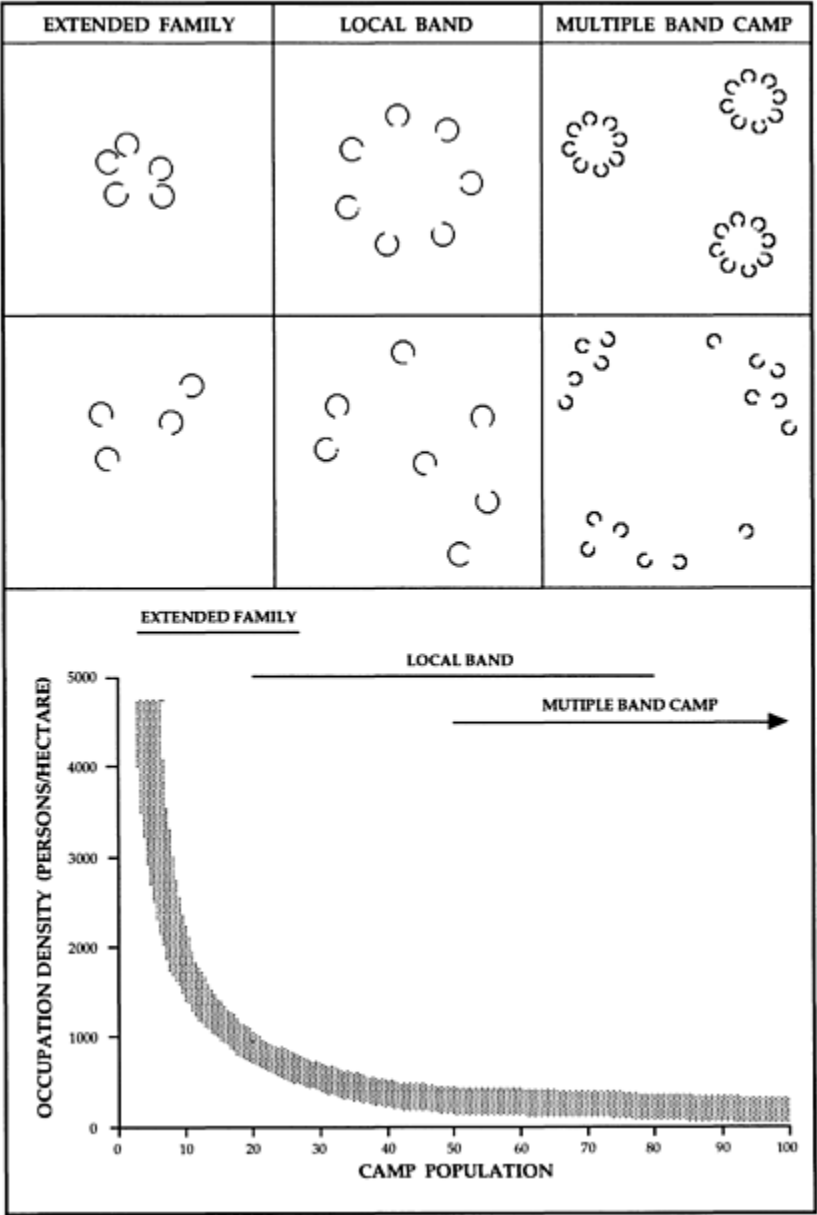 EXTENDED FAMILY
LOCAL BAND
MULTIPLE BAND CAMP
EXTENDED FAMILY
LOCAL BAND
MUTIPLE BAND CAMP
OCCUPATION DENSITY (PERSONS/HECTARE)
5000
4000
3000
2000
1000
0
0 10 20 30 40 50 60 70 80 90 100
CAMP POPULATION